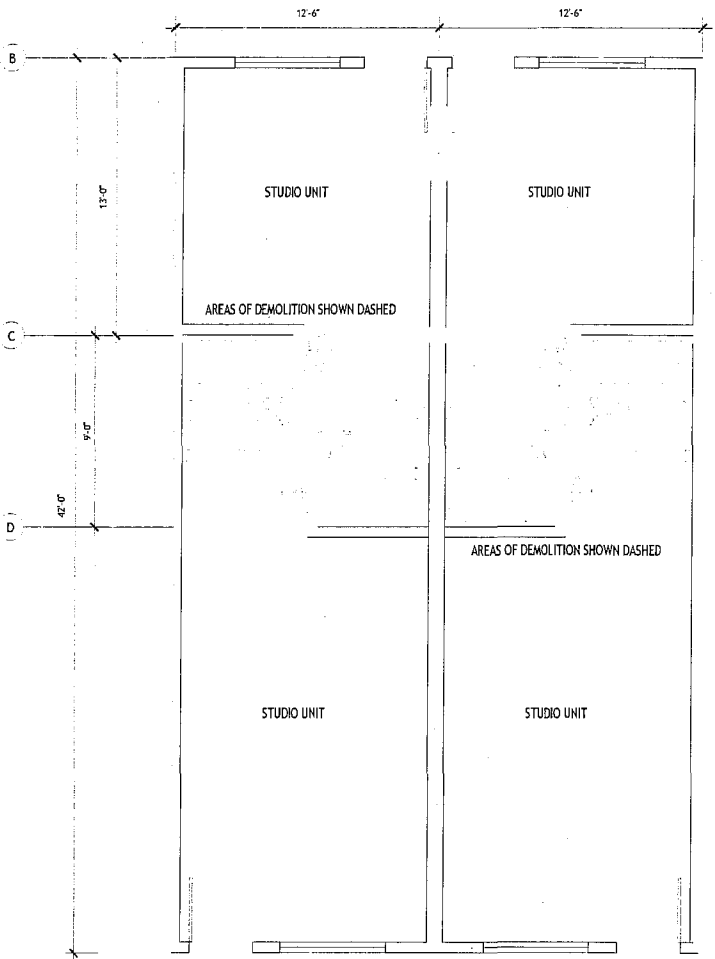 12'-6" 12'-6"
B
13'-0"
STUDIO UNIT STUDIO UNIT
AREAS OF DEMOLITION SHOWN DASHED
C
9'-0"
42'-0"
D
AREAS OF DEMOLITION SHOWN DASHED
STUDIO UNIT STUDIO UNIT